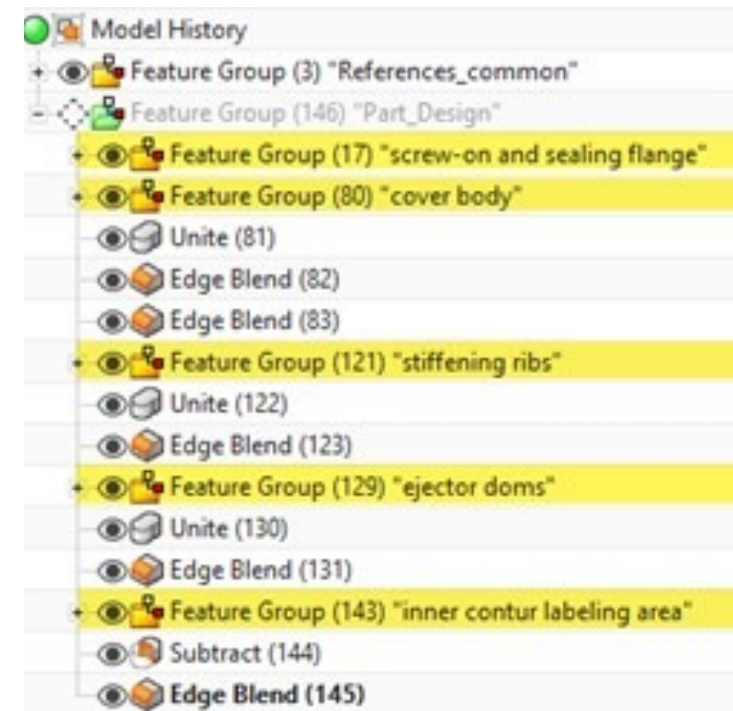 Model History
Feature Group (3) "References_common"
Feature Group (146) "Part_Design"
Feature Group (17) "screw-on and sealing flange"
Feature Group (80) "cover body"
Unite (81)
Edge Blend (82)
Edge Blend (83)
Feature Group (121) "stiffening ribs"
Unite (122)
Edge Blend (123)
Feature Group (129) "ejector doms"
Unite (130)
Edge Blend (131)
Feature Group (143) "inner contur labeling area"
Subtract (144)
Edge Blend (145)